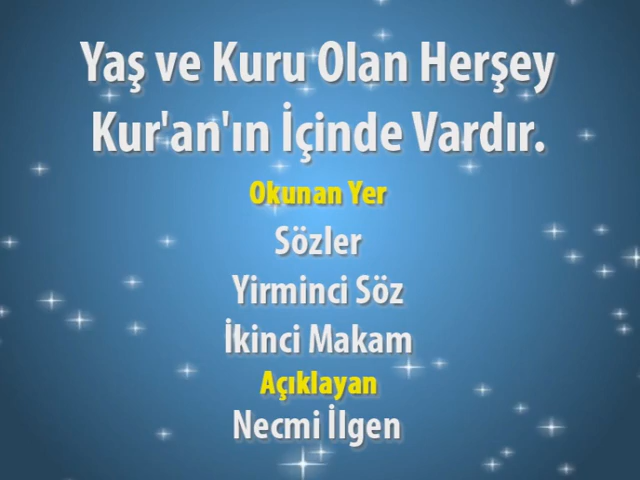 Yaş ve Kuru Olan Herşey
Kur'an'ın İçinde Vardır.
Okunan Yer
Sözler
Yirminci Söz
İkinci Makam
Açıklayan
Necmi İlgen